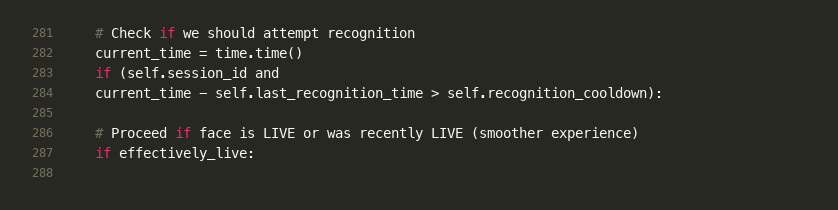 281 # Check if we should attempt recognition
282 current_time = time.time()
283 if (self.session_id and
284 current_time − self.last_recognition_time > self.recognition_cooldown):
285
286 # Proceed if face is LIVE or was recently LIVE (smoother experience)
287 if effectively_live:
288